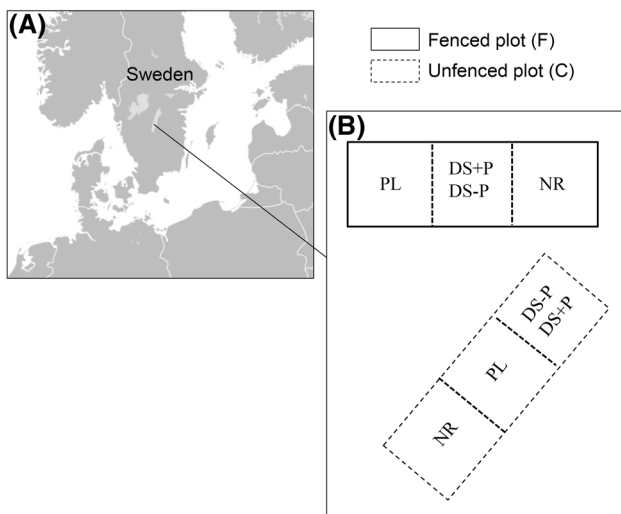 (A)
Sweden
Fenced plot (F)
Unfenced plot (C)
(B)
PL
DS+P
DS-P
NR
DS-P
DS+P
PL
NR